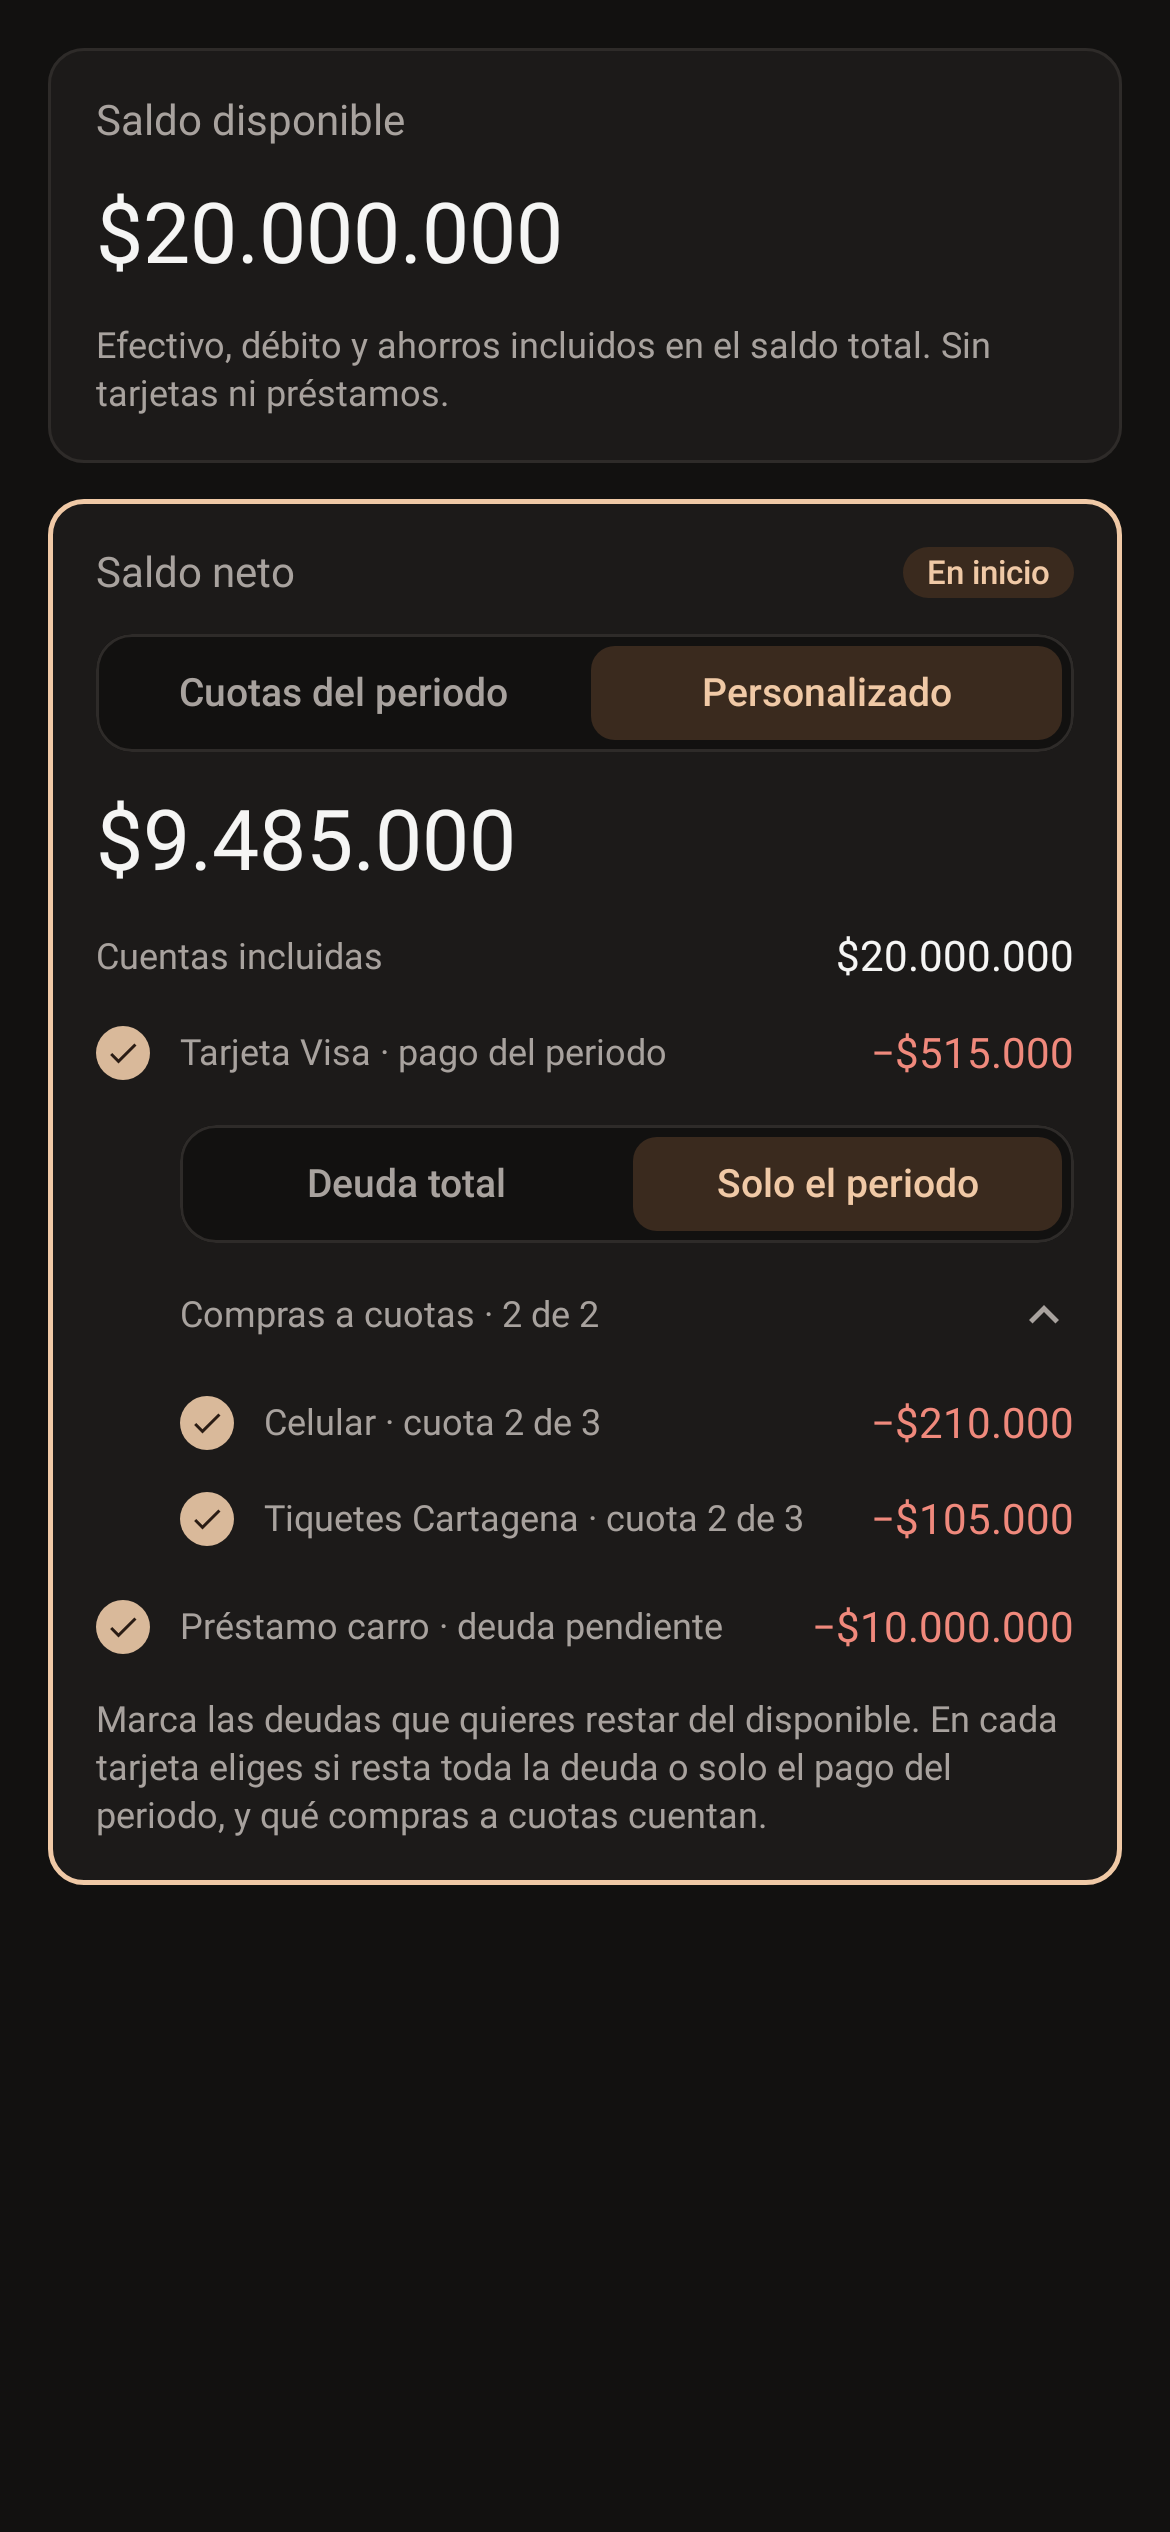 Saldo disponible
$20.000.000
Efectivo, débito y ahorros incluidos en el saldo total. Sin
tarjetas ni préstamos.
Saldo neto
En inicio
Cuotas del periodo
Personalizado
$9.485.000
Cuentas incluidas
$20.000.000
Tarjeta Visa · pago del periodo
−$515.000
Deuda total
Solo el periodo
Compras a cuotas · 2 de 2
Celular · cuota 2 de 3
−$210.000
Tiquetes Cartagena · cuota 2 de 3
−$105.000
Préstamo carro · deuda pendiente
−$10.000.000
Marca las deudas que quieres restar del disponible. En cada
tarjeta eliges si resta toda la deuda o solo el pago del
periodo, y qué compras a cuotas cuentan.